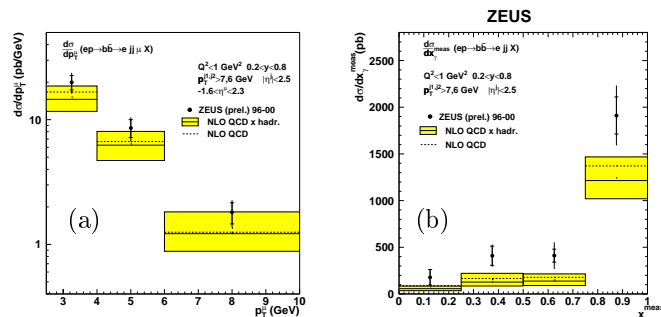 ZEUS
dσ/dp_T^μ (pb/GeV)
10
1
dσ/dp_T^μ (ep→bb̄→e jj μ X)
Q²<1 GeV² 0.2<y<0.8
p_T^j1,j2>7,6 GeV |η^j|<2.5
-1.6<η^μ<2.3
ZEUS (prel.) 96-00
NLO QCD x hadr.
NLO QCD
(a)
3 4 5 6 7 8 9 10
p_T^μ (GeV)
dσ/dx_γ^meas (pb)
2500
2000
1500
1000
500
0
dσ/dx_γ^meas (ep→bb̄→e jj X)
Q²<1 GeV² 0.2<y<0.8
p_T^j1,j2>7,6 GeV |η^j|<2.5
ZEUS (prel.) 96-00
NLO QCD x hadr.
NLO QCD
(b)
0 0.1 0.2 0.3 0.4 0.5 0.6 0.7 0.8 0.9 1
x^meas